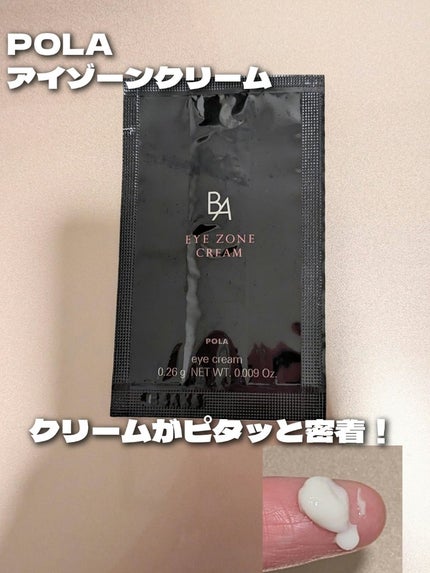 POLA
アイゾーンクリーム
BA
EYE ZONE
CREAM
POLA
eye cream
0.26 g NET WT. 0.009 Oz.
クリームがピタッと密着！